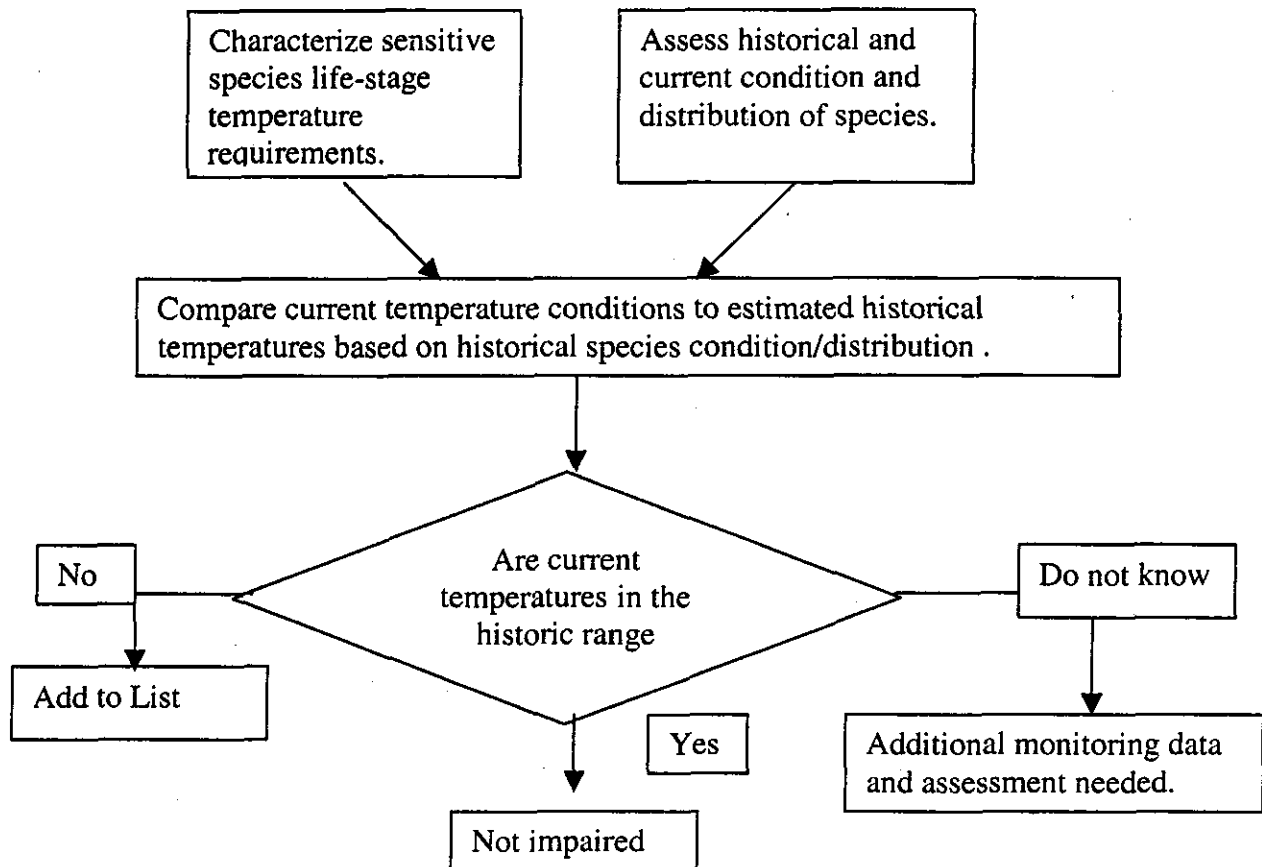 Characterize sensitive
species life-stage
temperature
requirements.
Assess historical and
current condition and
distribution of species.
Compare current temperature conditions to estimated historical
temperatures based on historical species condition/distribution .
Are current
temperatures in the
historic range
No
Do not know
Add to List
Yes
Additional monitoring data
and assessment needed.
Not impaired